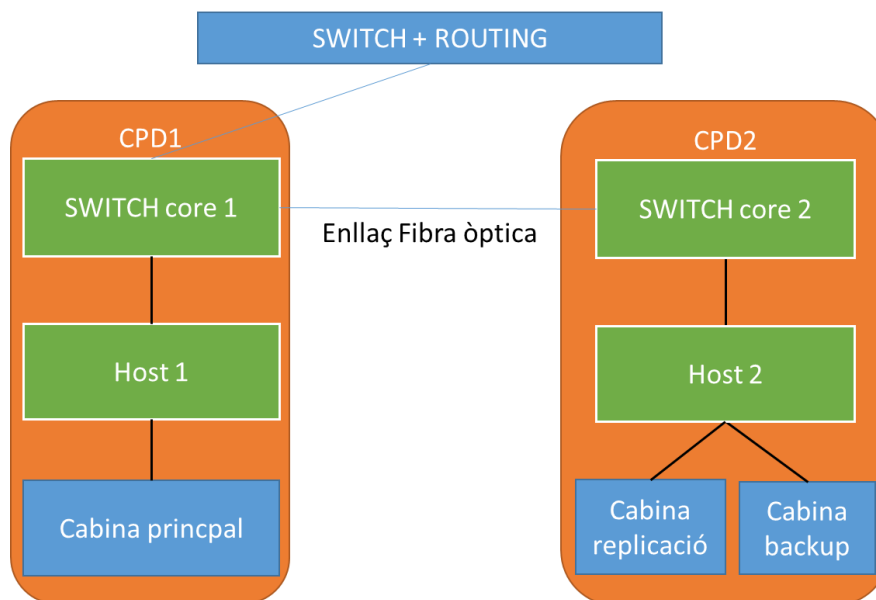 SWITCH + ROUTING
CPD1
SWITCH core 1
Host 1
Cabina princpal
Enllaç Fibra òptica
CPD2
SWITCH core 2
Host 2
Cabina
replicació
Cabina
backup